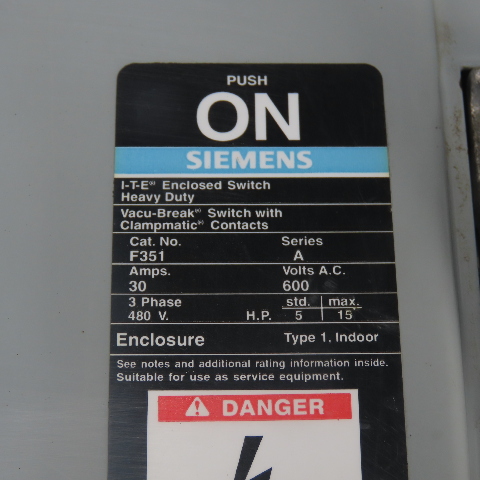 PUSH
ON
SIEMENS
I-T-E® Enclosed Switch
Heavy Duty
Vacu-Break® Switch with
Clampmatic® Contacts
Cat. No. Series
F351 A
Amps. Volts A.C.
30 600
3 Phase std. max.
480 V. H.P. 5 15
Enclosure Type 1, Indoor
See notes and additional rating information inside.
Suitable for use as service equipment.
DANGER